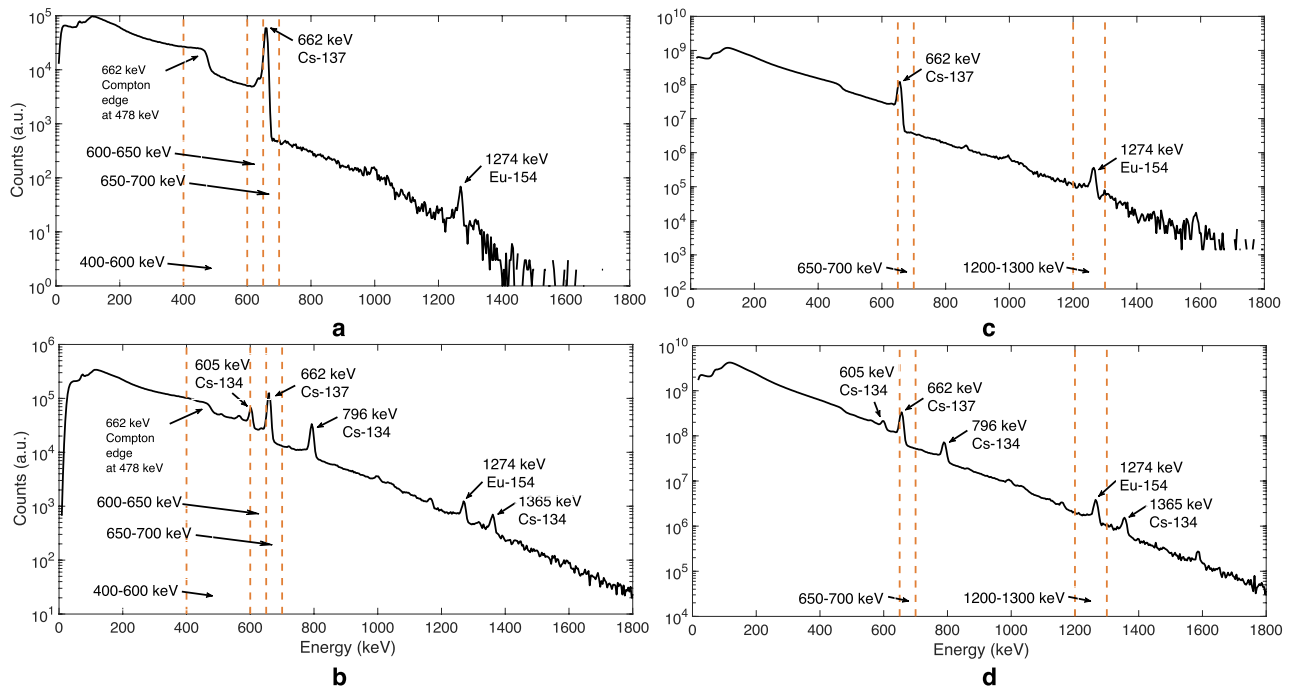 10^5
10^4
10^3
10^2
10^1
10^0
Counts (a.u.)
662 keV
Cs-137
662 keV
Compton
edge
at 478 keV
600-650 keV
650-700 keV
1274 keV
Eu-154
400-600 keV
0 200 400 600 800 1000 1200 1400 1600 1800
a
10^10
10^9
10^8
10^7
10^6
10^5
10^4
10^3
10^2
662 keV
Cs-137
1274 keV
Eu-154
650-700 keV
1200-1300 keV
0 200 400 600 800 1000 1200 1400 1600 1800
c
10^6
10^5
10^4
10^3
10^2
10^1
Counts (a.u.)
605 keV
Cs-134
662 keV
Cs-137
796 keV
Cs-134
662 keV
Compton
edge
at 478 keV
1274 keV
Eu-154
1365 keV
Cs-134
600-650 keV
650-700 keV
400-600 keV
0 200 400 600 800 1000 1200 1400 1600 1800
Energy (keV)
b
10^10
10^9
10^8
10^7
10^6
10^5
10^4
605 keV
Cs-134
662 keV
Cs-137
796 keV
Cs-134
1274 keV
Eu-154
1365 keV
Cs-134
650-700 keV
1200-1300 keV
0 200 400 600 800 1000 1200 1400 1600 1800
Energy (keV)
d